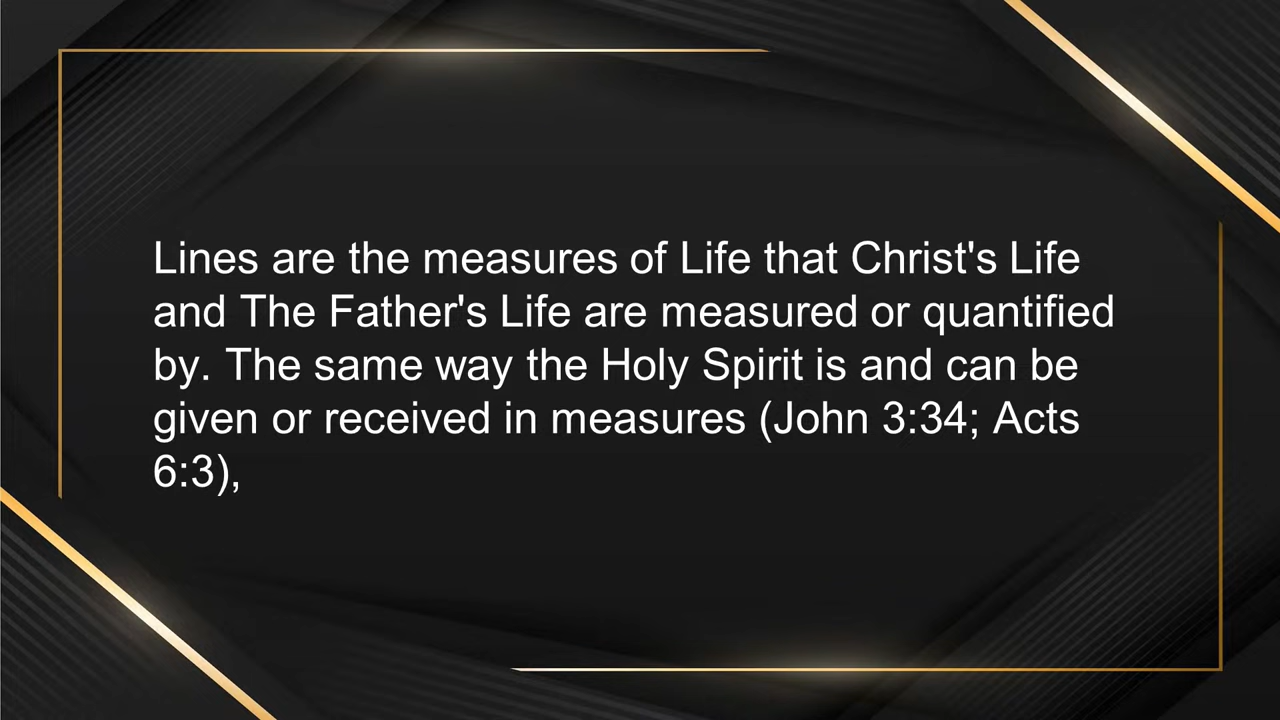 Lines are the measures of Life that Christ's Life
and The Father's Life are measured or quantified
by. The same way the Holy Spirit is and can be
given or received in measures (John 3:34; Acts
6:3),